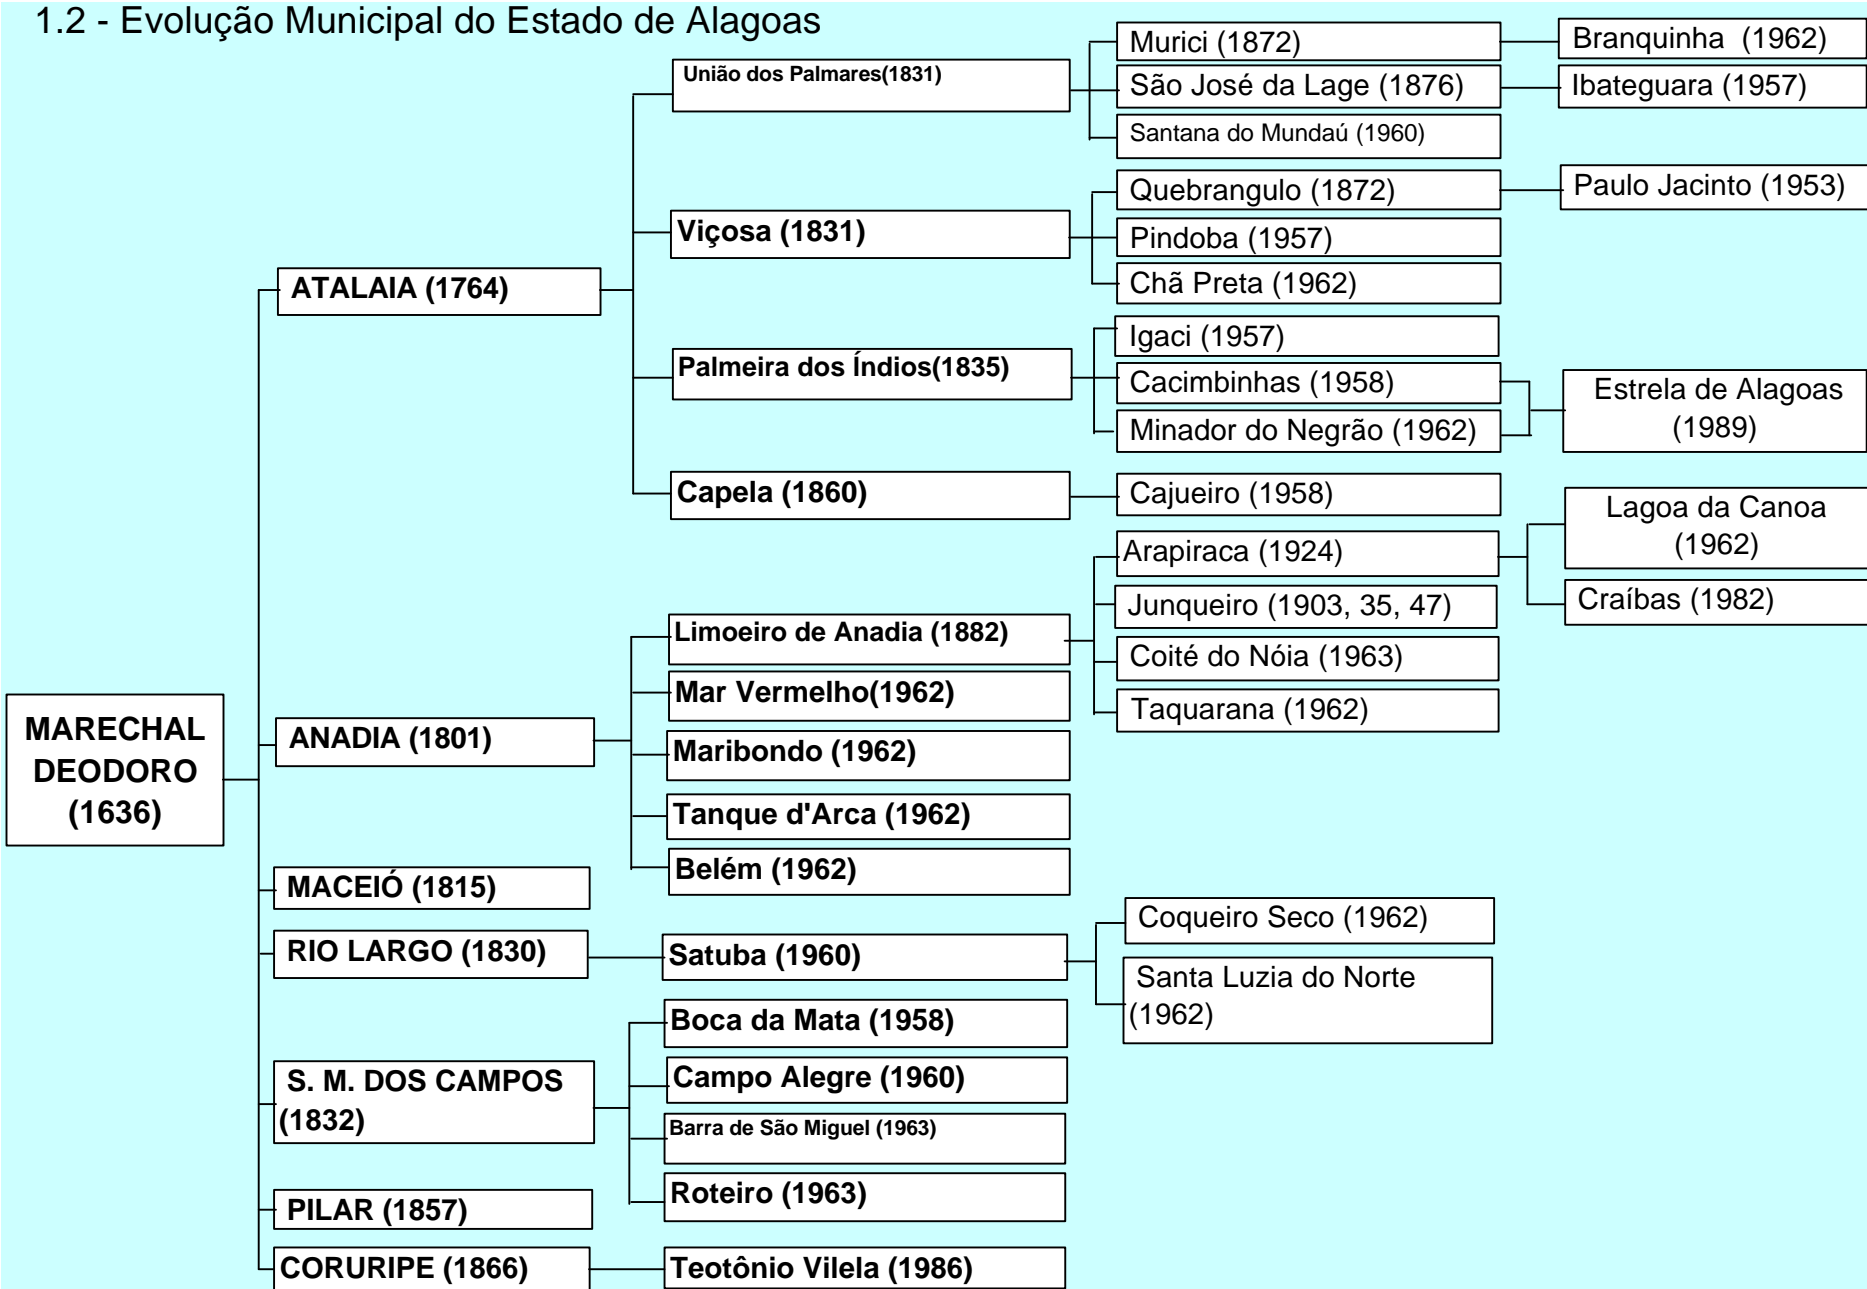 1.2 - Evolução Municipal do Estado de Alagoas
MARECHAL
DEODORO
(1636)
ATALAIA (1764)
União dos Palmares(1831)
Murici (1872)
Branquinha (1962)
São José da Lage (1876)
Ibateguara (1957)
Santana do Mundaú (1960)
Viçosa (1831)
Quebrangulo (1872)
Paulo Jacinto (1953)
Pindoba (1957)
Chã Preta (1962)
Palmeira dos Índios(1835)
Igaci (1957)
Cacimbinhas (1958)
Minador do Negrão (1962)
Estrela de Alagoas
(1989)
Capela (1860)
Cajueiro (1958)
ANADIA (1801)
Limoeiro de Anadia (1882)
Arapiraca (1924)
Lagoa da Canoa
(1962)
Craíbas (1982)
Junqueiro (1903, 35, 47)
Coité do Nóia (1963)
Taquarana (1962)
Mar Vermelho(1962)
Maribondo (1962)
Tanque d'Arca (1962)
Belém (1962)
MACEIÓ (1815)
RIO LARGO (1830)
Satuba (1960)
Coqueiro Seco (1962)
Santa Luzia do Norte
(1962)
S. M. DOS CAMPOS
(1832)
Boca da Mata (1958)
Campo Alegre (1960)
Barra de São Miguel (1963)
Roteiro (1963)
PILAR (1857)
CORURIPE (1866)
Teotônio Vilela (1986)